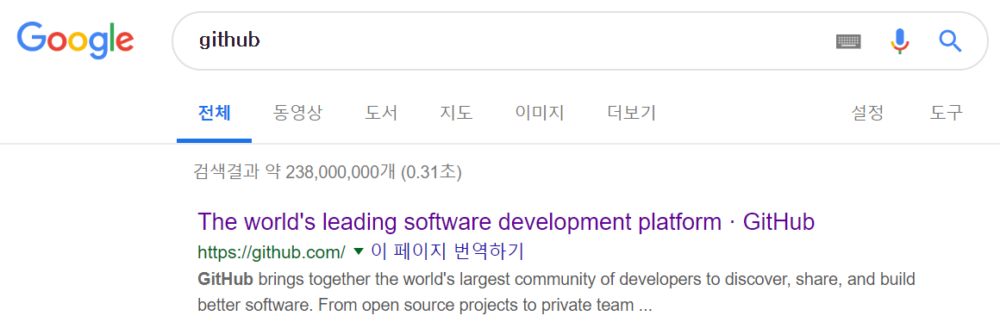 Google
github
전체 동영상 도서 지도 이미지 더보기 설정 도구
검색결과 약 238,000,000개 (0.31초)
The world's leading software development platform · GitHub
https://github.com/ ▼ 이 페이지 번역하기
GitHub brings together the world's largest community of developers to discover, share, and build
better software. From open source projects to private team ...